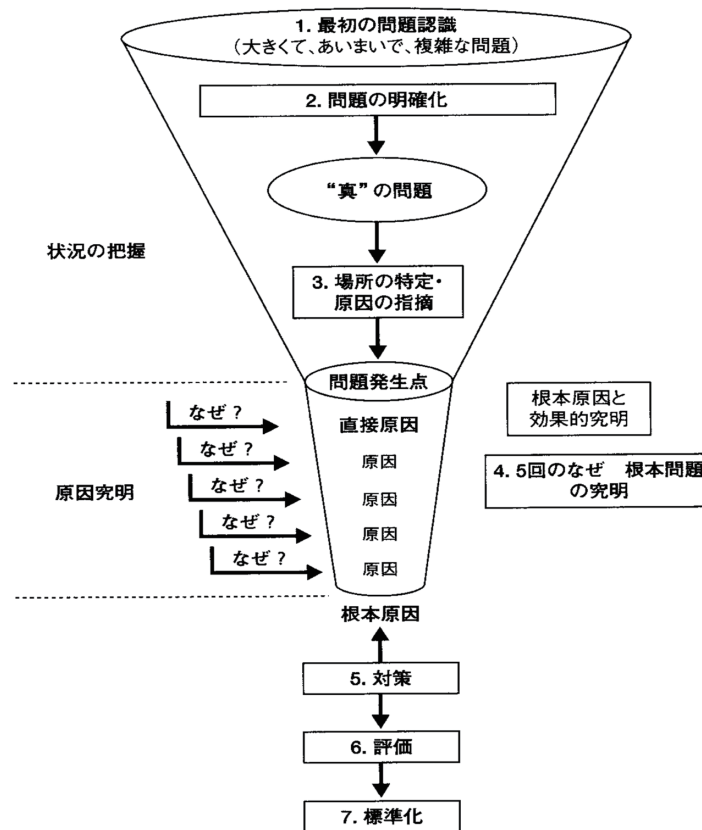 1. 最初の問題認識
（大きくて、あいまいで、複雑な問題）
2. 問題の明確化
“真” の問題
状況の把握
3. 場所の特定・
原因の指摘
問題発生点
なぜ？
直接原因
根本原因と
効果的究明
なぜ？
原因
4. 5回のなぜ　根本問題
の究明
原因究明
なぜ？
原因
なぜ？
原因
なぜ？
原因
根本原因
5. 対策
6. 評価
7. 標準化